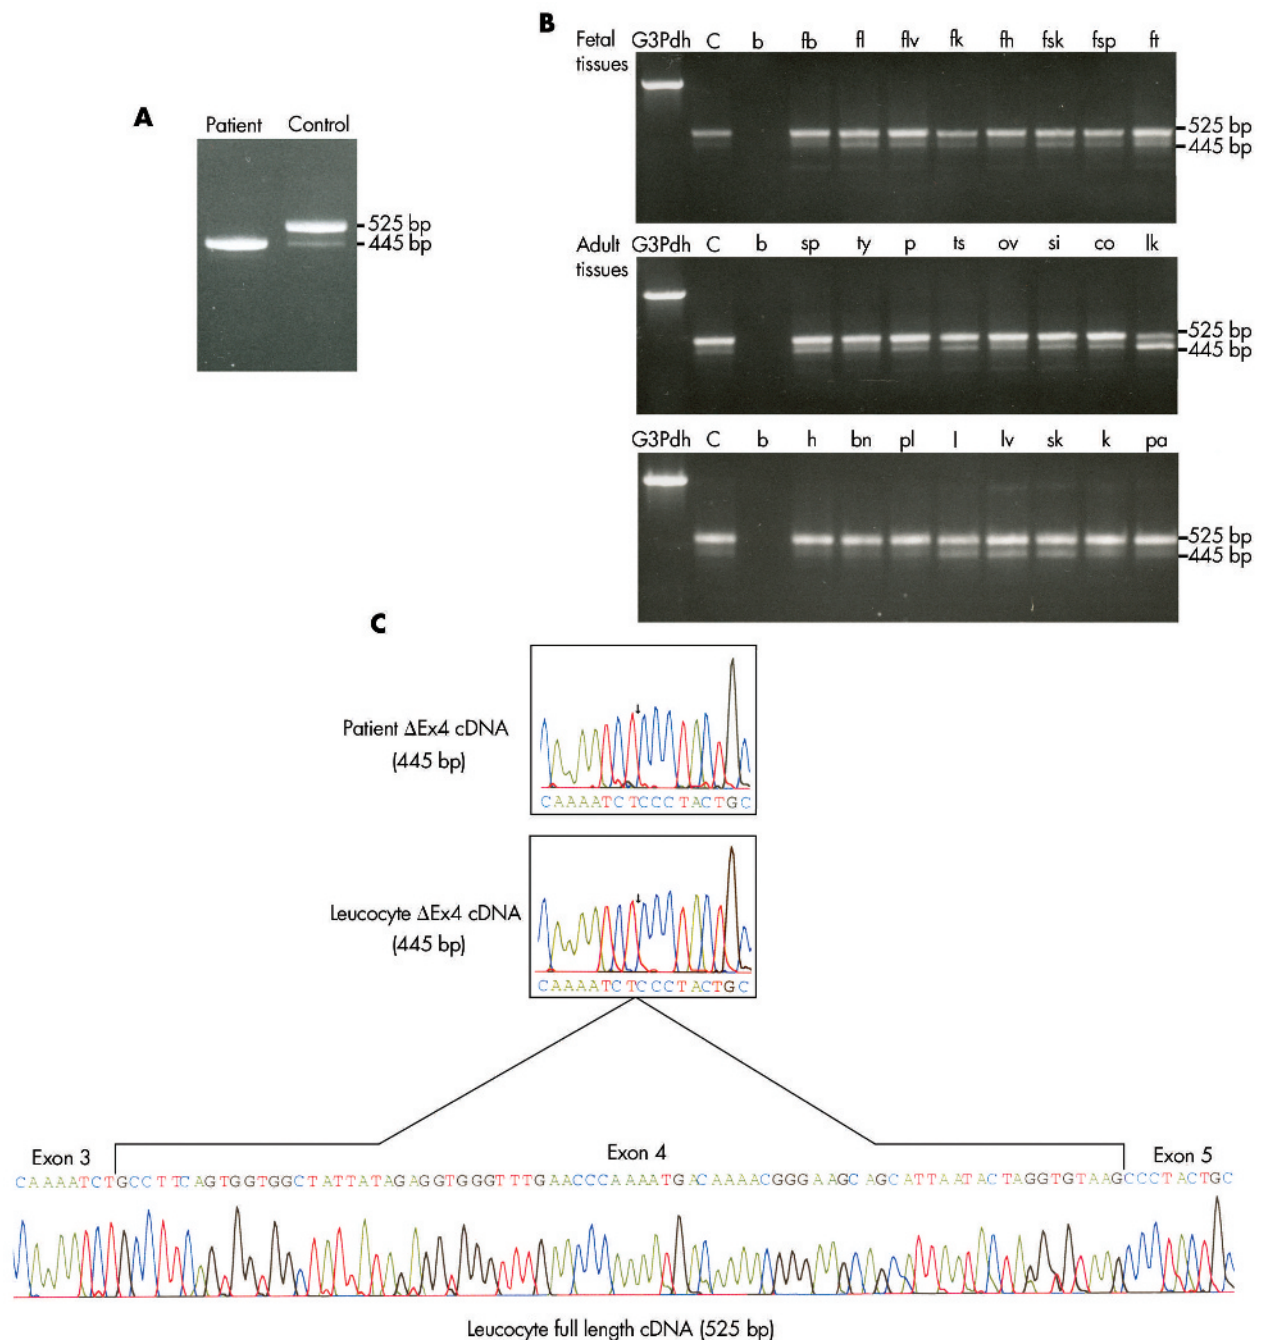 A
Patient Control
525 bp
445 bp
B
Fetal tissues
G3Pdh C b fb fl flv fk fh fsk fsp ft
525 bp
445 bp
Adult tissues
G3Pdh C b sp ty p ts ov si co lk
525 bp
445 bp
G3Pdh C b h bn pl l lv sk k pa
525 bp
445 bp
C
Patient ΔEx4 cDNA
(445 bp)
CAAAATCTCCCTACTGC
Leucocyte ΔEx4 cDNA
(445 bp)
CAAAATCTCCCTACTGC
Exon 3 Exon 4 Exon 5
CAAAATCTGCCTTCAGTGGTGGCTATTATAGAGGTGGGTTTGAACCCAAAATGACAAAACGGGAAGCAGCATTAATACTAGGTGTAAGCCCTACTGC
Leucocyte full length cDNA (525 bp)